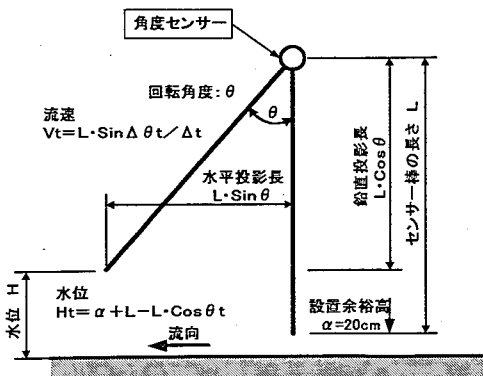 角度センサー
回転角度:θ
θ
流速
Vt=L・SinΔθt/Δt
水平投影長
L・Sinθ
鉛直投影長
L・Cosθ
センサー棒の長さ L
水位 H
水位
Ht=α+L-L・Cosθt
流向
設置余裕高
α=20cm